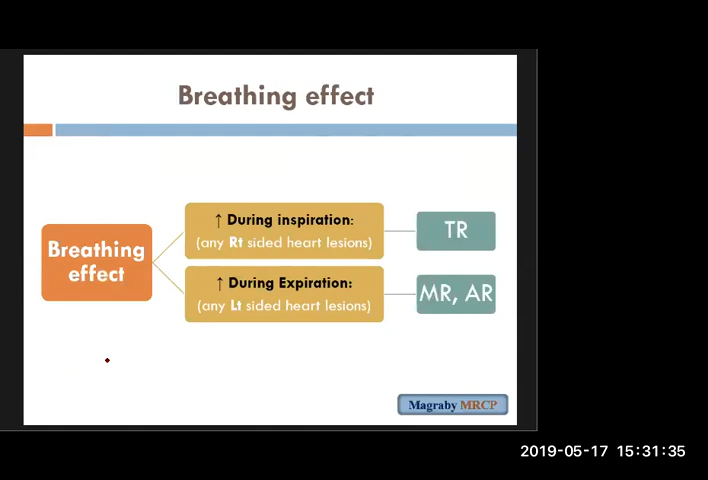 Breathing effect
Breathing
effect
↑ During inspiration:
(any Rt sided heart lesions)
TR
↑ During Expiration:
(any Lt sided heart lesions)
MR, AR
Magraby MRCP
2019-05-17 15:31:35